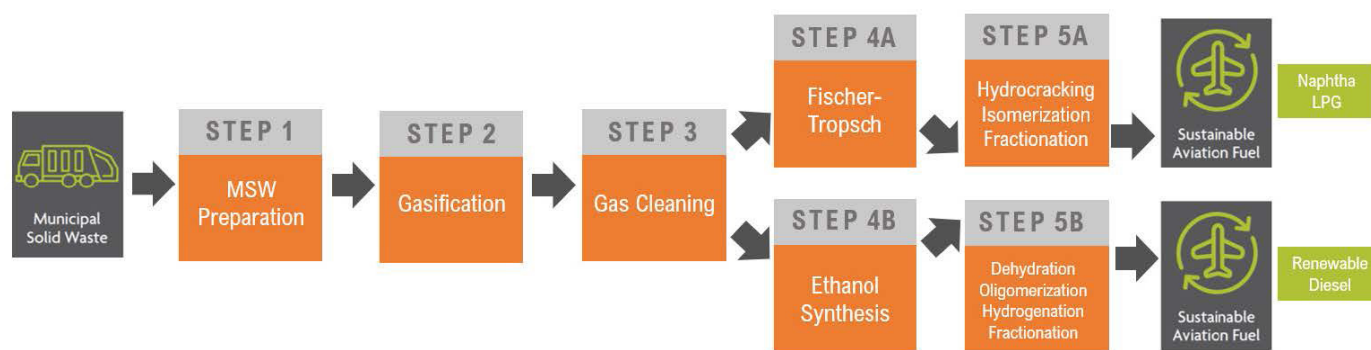 Municipal
Solid Waste
STEP 1
MSW
Preparation
STEP 2
Gasification
STEP 3
Gas Cleaning
STEP 4A
Fischer-
Tropsch
STEP 5A
Hydrocracking
Isomerization
Fractionation
Sustainable
Aviation Fuel
Naphtha
LPG
STEP 4B
Ethanol
Synthesis
STEP 5B
Dehydration
Oligomerization
Hydrogenation
Fractionation
Sustainable
Aviation Fuel
Renewable
Diesel